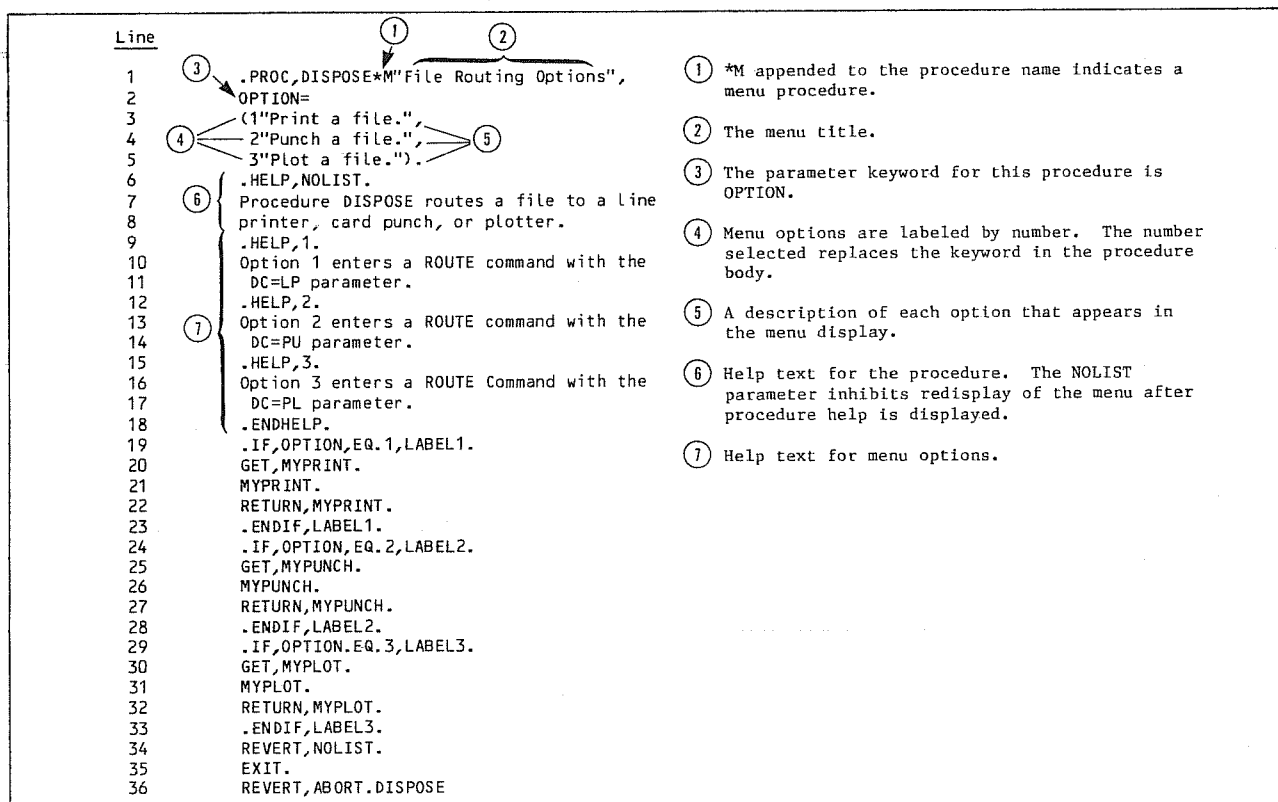 Line
① ②
1 ③ .PROC,DISPOSE*M"File Routing Options",
2 OPTION=
3 (1"Print a file.",
4 ④ 2"Punch a file.", ⑤
5 3"Plot a file.").
6 .HELP,NOLIST.
7 ⑥ Procedure DISPOSE routes a file to a line
8 printer, card punch, or plotter.
9 .HELP,1.
10 Option 1 enters a ROUTE command with the
11 DC=LP parameter.
12 .HELP,2.
13 ⑦ Option 2 enters a ROUTE command with the
14 DC=PU parameter.
15 .HELP,3.
16 Option 3 enters a ROUTE Command with the
17 DC=PL parameter.
18 .ENDHELP.
19 .IF,OPTION,EQ.1,LABEL1.
20 GET,MYPRINT.
21 MYPRINT.
22 RETURN,MYPRINT.
23 .ENDIF,LABEL1.
24 .IF,OPTION,EQ.2,LABEL2.
25 GET,MYPUNCH.
26 MYPUNCH.
27 RETURN,MYPUNCH.
28 .ENDIF,LABEL2.
29 .IF,OPTION.EQ.3,LABEL3.
30 GET,MYPLOT.
31 MYPLOT.
32 RETURN,MYPLOT.
33 .ENDIF,LABEL3.
34 REVERT,NOLIST.
35 EXIT.
36 REVERT,ABORT.DISPOSE
① *M appended to the procedure name indicates a
menu procedure.
② The menu title.
③ The parameter keyword for this procedure is
OPTION.
④ Menu options are labeled by number. The number
selected replaces the keyword in the procedure
body.
⑤ A description of each option that appears in
the menu display.
⑥ Help text for the procedure. The NOLIST
parameter inhibits redisplay of the menu after
procedure help is displayed.
⑦ Help text for menu options.